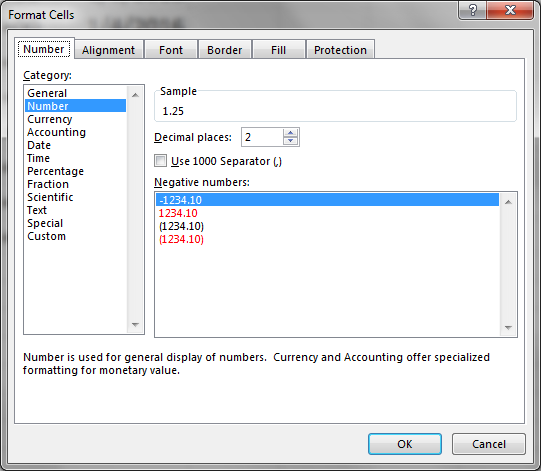 Format Cells
Number Alignment Font Border Fill Protection
Category:
General
Number
Currency
Accounting
Date
Time
Percentage
Fraction
Scientific
Text
Special
Custom
Sample
1.25
Decimal places: 2
Use 1000 Separator (,)
Negative numbers:
-1234.10
1234.10
(1234.10)
(1234.10)
Number is used for general display of numbers.  Currency and Accounting offer specialized
formatting for monetary value.
OK Cancel